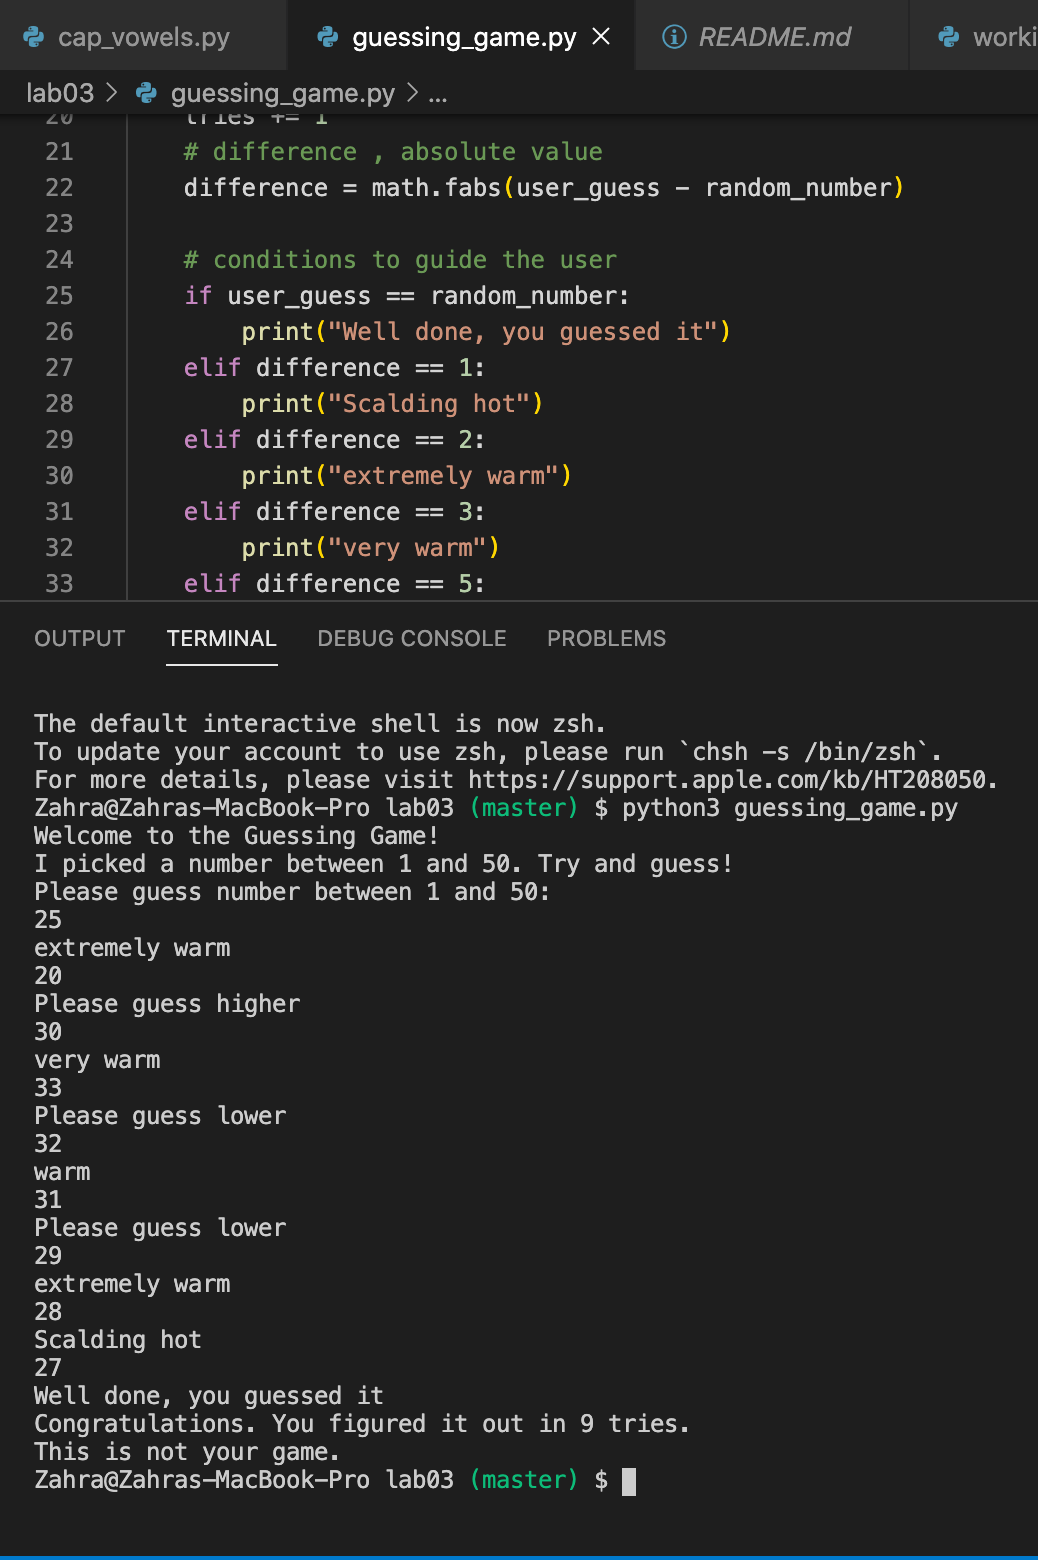 cap_vowels.py guessing_game.py × README.md worki
lab03 > guessing_game.py > ...
20 tries += 1
21 # difference , absolute value
22 difference = math.fabs(user_guess - random_number)
23
24 # conditions to guide the user
25 if user_guess == random_number:
26 print("Well done, you guessed it")
27 elif difference == 1:
28 print("Scalding hot")
29 elif difference == 2:
30 print("extremely warm")
31 elif difference == 3:
32 print("very warm")
33 elif difference == 5:
OUTPUT TERMINAL DEBUG CONSOLE PROBLEMS
The default interactive shell is now zsh.
To update your account to use zsh, please run `chsh -s /bin/zsh`.
For more details, please visit https://support.apple.com/kb/HT208050.
Zahra@Zahras-MacBook-Pro lab03 (master) $ python3 guessing_game.py
Welcome to the Guessing Game!
I picked a number between 1 and 50. Try and guess!
Please guess number between 1 and 50:
25
extremely warm
20
Please guess higher
30
very warm
33
Please guess lower
32
warm
31
Please guess lower
29
extremely warm
28
Scalding hot
27
Well done, you guessed it
Congratulations. You figured it out in 9 tries.
This is not your game.
Zahra@Zahras-MacBook-Pro lab03 (master) $